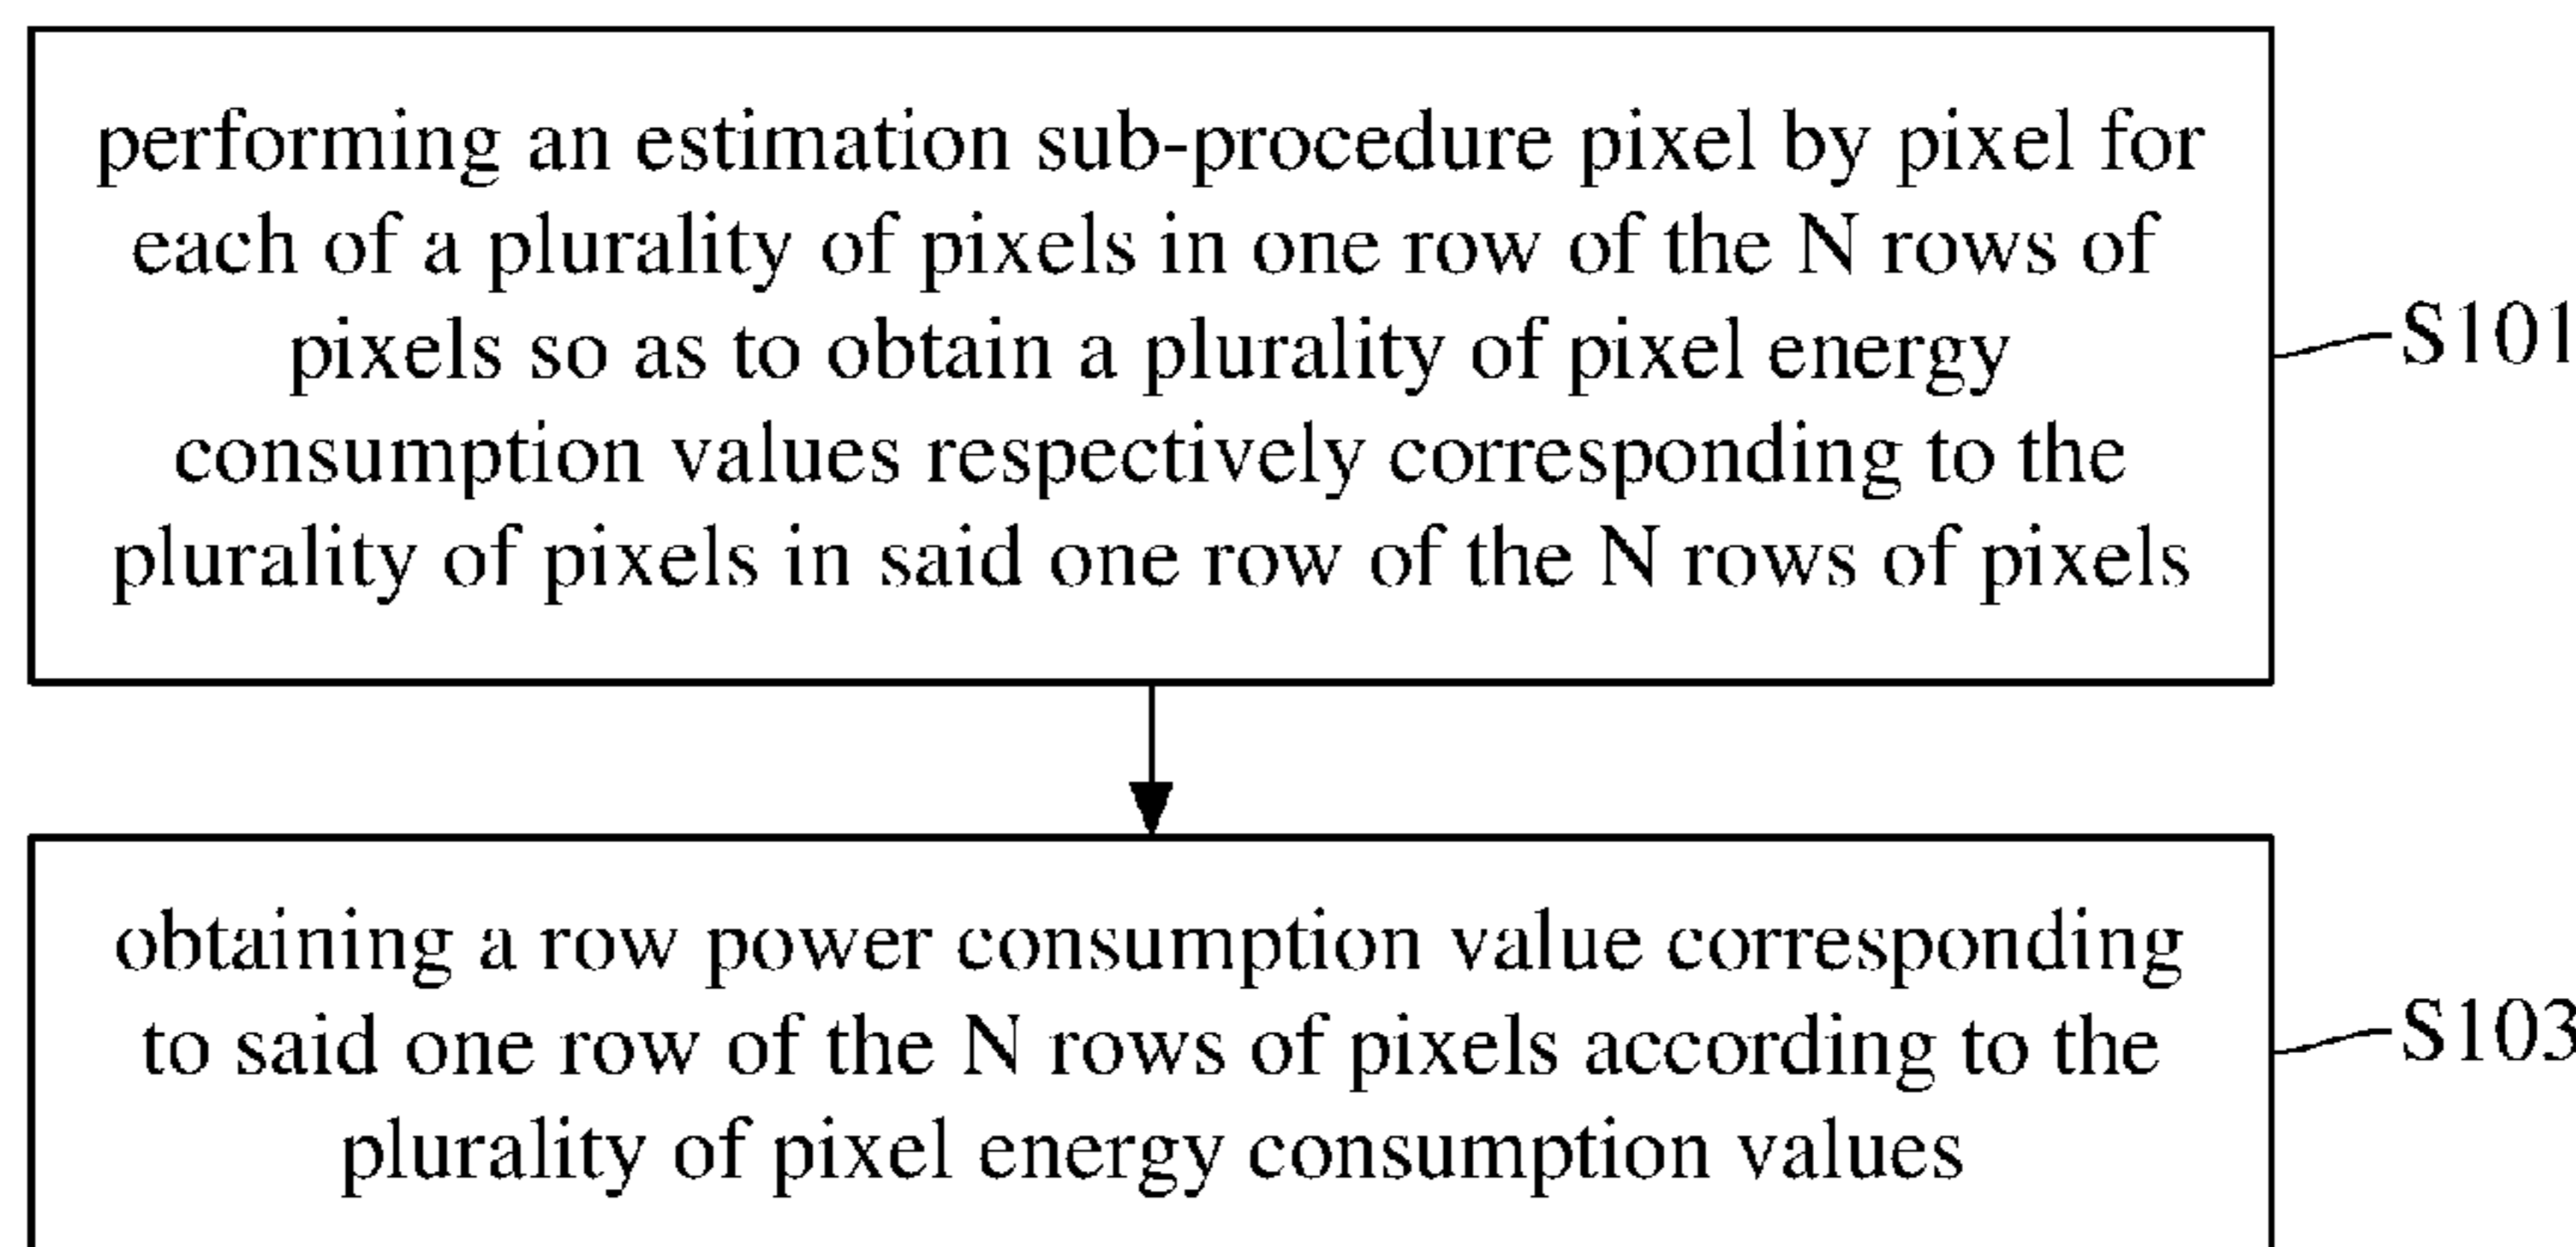 performing an estimation sub-procedure pixel by pixel for
each of a plurality of pixels in one row of the N rows of
pixels so as to obtain a plurality of pixel energy
consumption values respectively corresponding to the
plurality of pixels in said one row of the N rows of pixels
S101
obtaining a row power consumption value corresponding
to said one row of the N rows of pixels according to the
plurality of pixel energy consumption values
S103